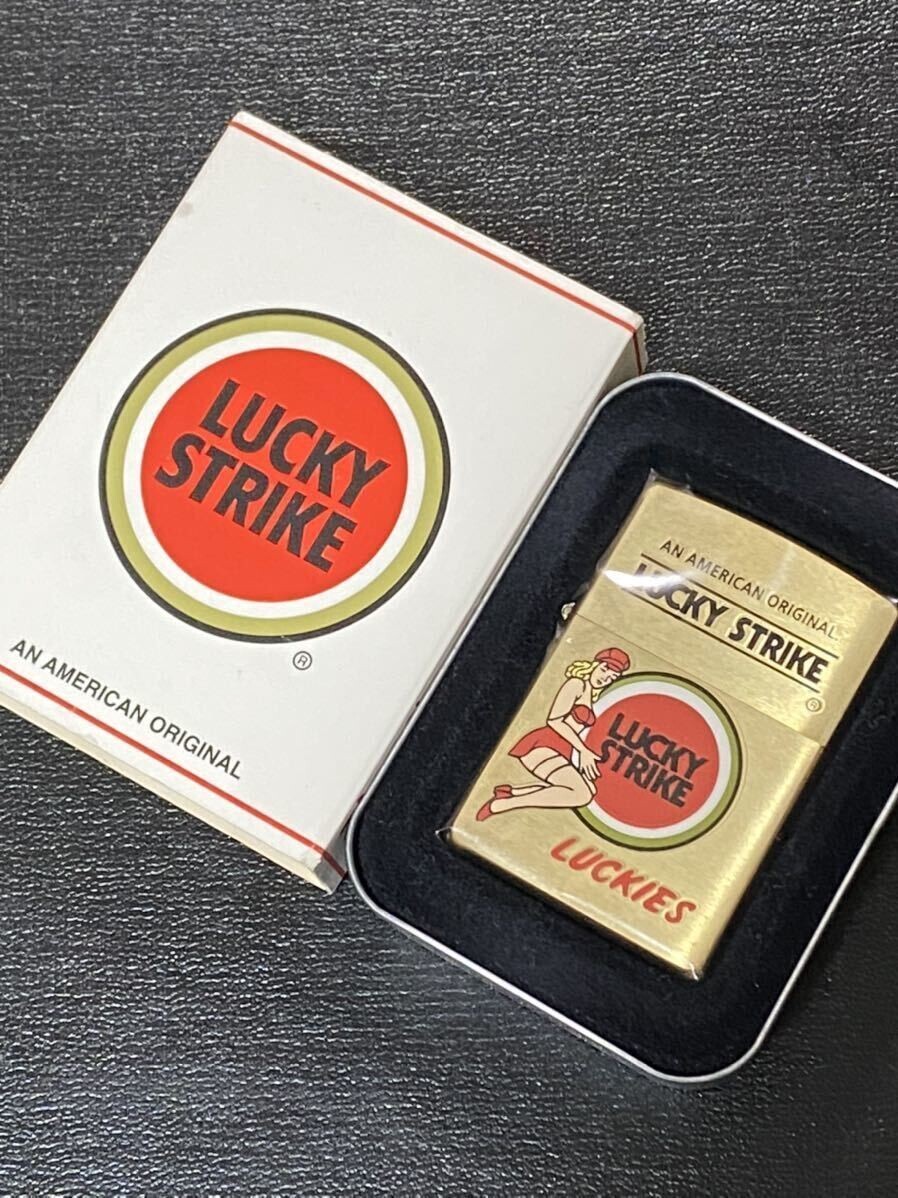 LUCKY
STRIKE
®
AN AMERICAN ORIGINAL
AN AMERICAN ORIGINAL
LUCKY STRIKE
®
LUCKY
STRIKE
LUCKIES